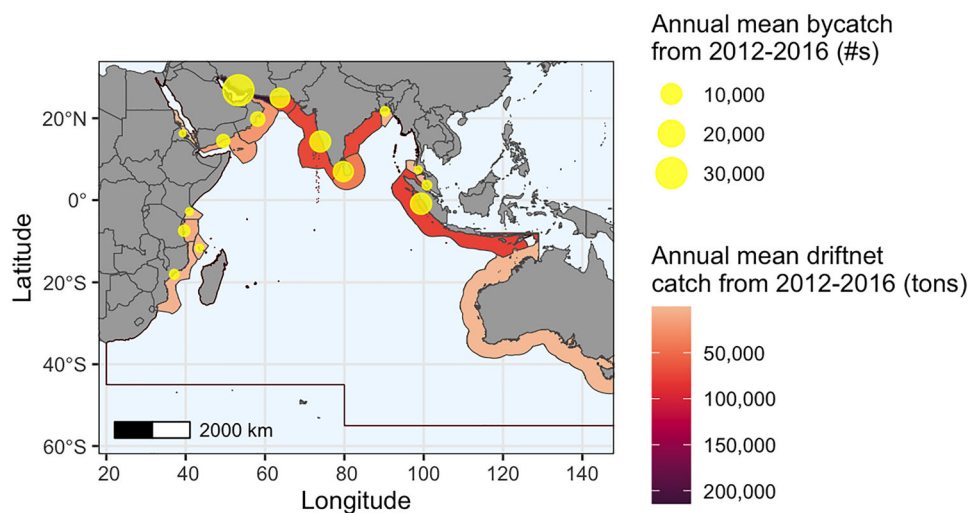 Annual mean bycatch
from 2012-2016 (#s)
10,000
20,000
30,000
Annual mean driftnet
catch from 2012-2016 (tons)
50,000
100,000
150,000
200,000
Latitude
20°N
0°
20°S
40°S
60°S
2000 km
20 40 60 80 100 120 140
Longitude